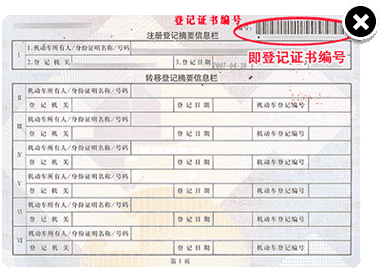 登记证书编号
编号:
注册登记摘要信息栏
即登记证书编号
I 1.机动车所有人/身份证明名称/号码
2.登记机关 3.登记日期 2007-04-10
转移登记摘要信息栏
II 机动车所有人/身份证明名称/号码
登记机关 登记日期 机动车登记编号
III 机动车所有人/身份证明名称/号码
登记机关 登记日期 机动车登记编号
IV 机动车所有人/身份证明名称/号码
登记机关 登记日期 机动车登记编号
V 机动车所有人/身份证明名称/号码
登记机关 登记日期 机动车登记编号
VI 机动车所有人/身份证明名称/号码
登记机关 登记日期 机动车登记编号
VII 机动车所有人/身份证明名称/号码
登记机关 登记日期 机动车登记编号
第1页